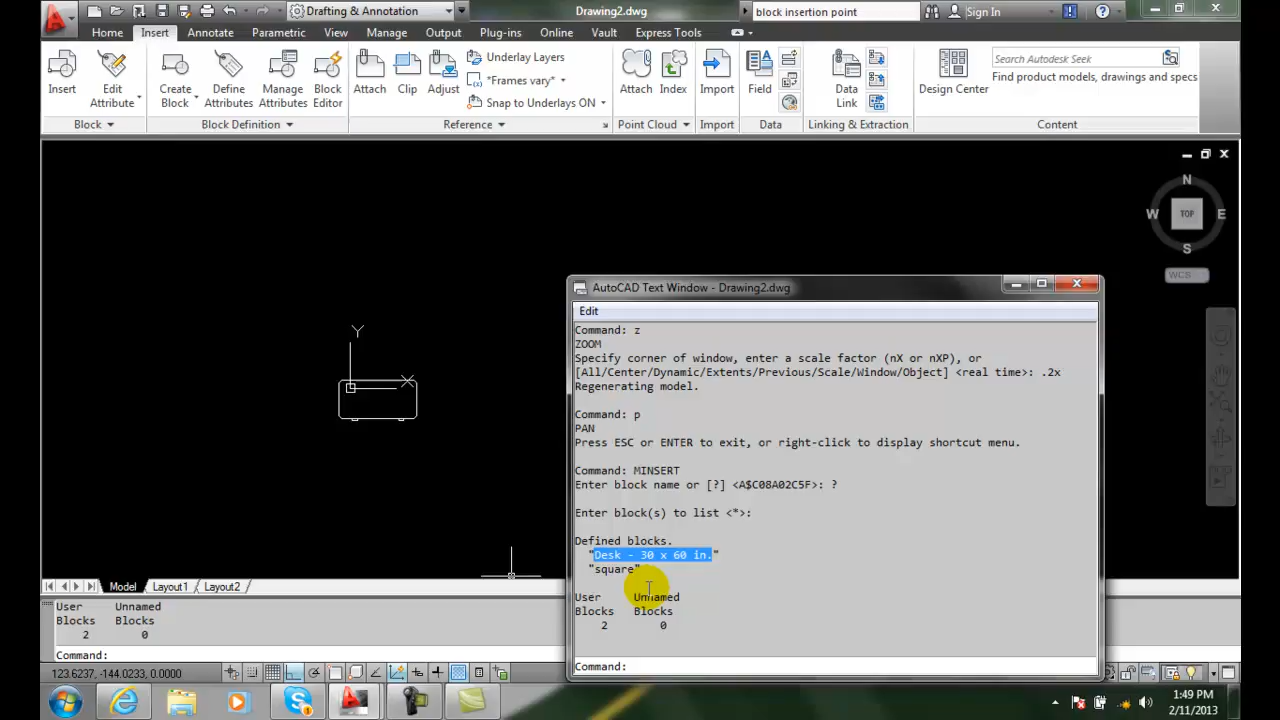 Drafting & Annotation
Drawing2.dwg
block insertion point
Sign In
Home Insert Annotate Parametric View Manage Output Plug-ins Online Vault Express Tools
Insert
Edit Attribute
Create Block
Define Attributes
Manage Attributes
Block Editor
Attach
Clip
Adjust
Underlay Layers
*Frames vary*
Snap to Underlays ON
Attach
Index
Import
Field
Data Link
Design Center
Search Autodesk Seek
Find product models, drawings and specs
Block
Block Definition
Reference
Point Cloud
Import
Data
Linking & Extraction
Content
N
W TOP E
S
WCS
Y
X
AutoCAD Text Window - Drawing2.dwg
Edit
Command: z
ZOOM
Specify corner of window, enter a scale factor (nX or nXP), or
[All/Center/Dynamic/Extents/Previous/Scale/Window/Object] <real time>: .2x
Regenerating model.
Command: p
PAN
Press ESC or ENTER to exit, or right-click to display shortcut menu.
Command: MINSERT
Enter block name or [?] <A$C08A02C5F>: ?
Enter block(s) to list <*>:
Defined blocks.
"Desk - 30 x 60 in."
"square"
User Unnamed
Blocks Blocks
2 0
Command:
Model Layout1 Layout2
User Unnamed
Blocks Blocks
2 0
Command:
123.6237, -144.0233, 0.0000
1:49 PM
2/11/2013